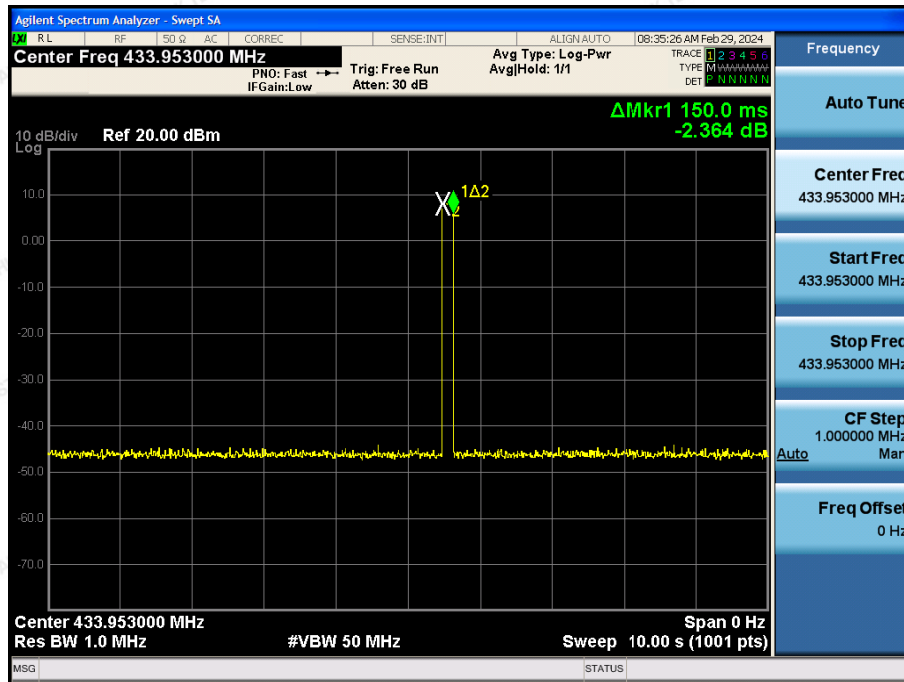 Agilent Spectrum Analyzer - Swept SA
LXI RL RF 50 Ω AC CORREC SENSE:INT ALIGN AUTO 08:35:26 AM Feb 29, 2024
Center Freq 433.953000 MHz
PNO: Fast
IFGain:Low
Trig: Free Run
Atten: 30 dB
Avg Type: Log-Pwr
Avg|Hold: 1/1
TRACE 1 2 3 4 5 6
TYPE M WWWWW
DET P N N N N N
ΔMkr1 150.0 ms
-2.364 dB
10 dB/div Ref 20.00 dBm
Log
1Δ2
2
10.0
0.00
-10.0
-20.0
-30.0
-40.0
-50.0
-60.0
-70.0
Center 433.953000 MHz Span 0 Hz
Res BW 1.0 MHz #VBW 50 MHz Sweep 10.00 s (1001 pts)
MSG STATUS
Frequency
Auto Tune
Center Freq
433.953000 MHz
Start Freq
433.953000 MHz
Stop Freq
433.953000 MHz
CF Step
1.000000 MHz
Auto Man
Freq Offset
0 Hz